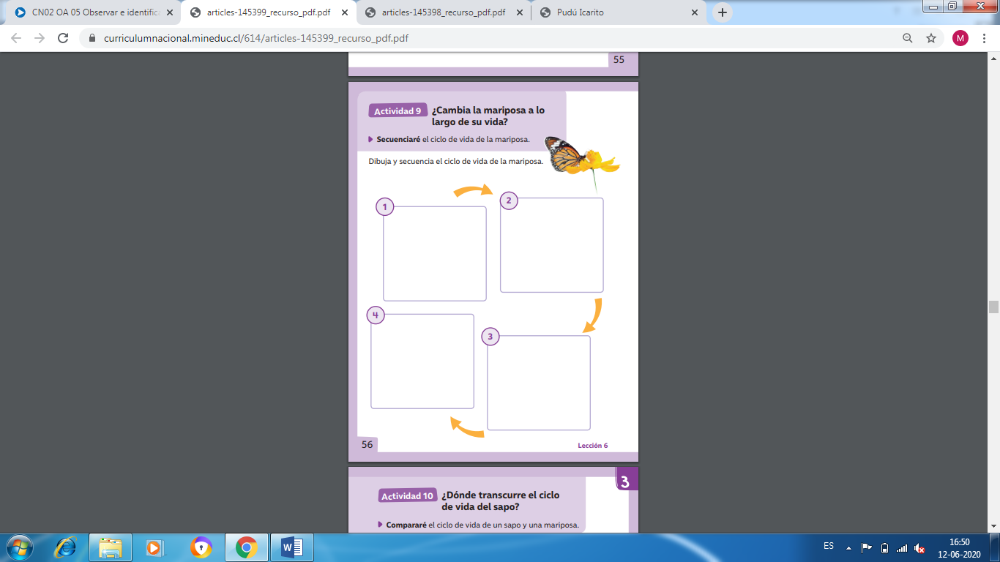 CN02 OA 05 Observar e identifica
articles-145399_recurso_pdf.pdf
articles-145398_recurso_pdf.pdf
Pudú Icarito
curriculumnacional.mineduc.cl/614/articles-145399_recurso_pdf.pdf
M
55
Actividad 9
¿Cambia la mariposa a lo
largo de su vida?
Secuenciaré el ciclo de vida de la mariposa.
Dibuja y secuencia el ciclo de vida de la mariposa.
1
2
4
3
56
Lección 6
3
Actividad 10
¿Dónde transcurre el ciclo
de vida del sapo?
Compararé el ciclo de vida de un sapo y una mariposa.
ES
16:50
12-06-2020